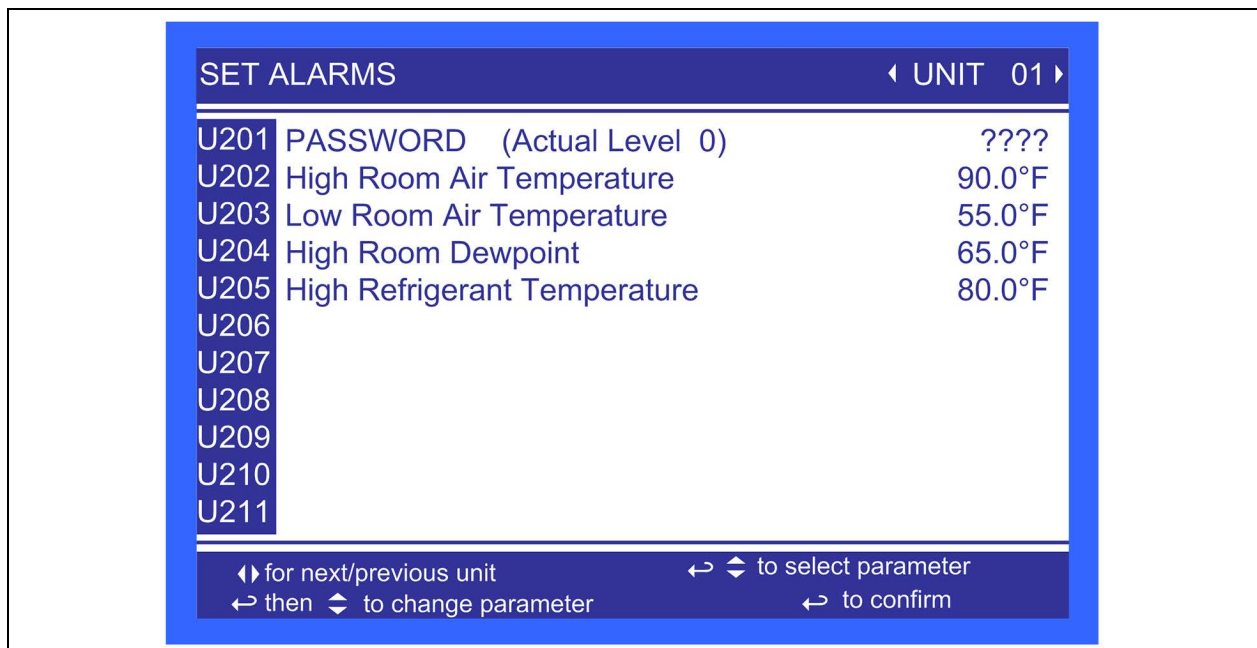 SET ALARMS UNIT 01
U201 PASSWORD (Actual Level 0) ????
U202 High Room Air Temperature 90.0°F
U203 Low Room Air Temperature 55.0°F
U204 High Room Dewpoint 65.0°F
U205 High Refrigerant Temperature 80.0°F
U206
U207
U208
U209
U210
U211
for next/previous unit to select parameter
then to change parameter to confirm